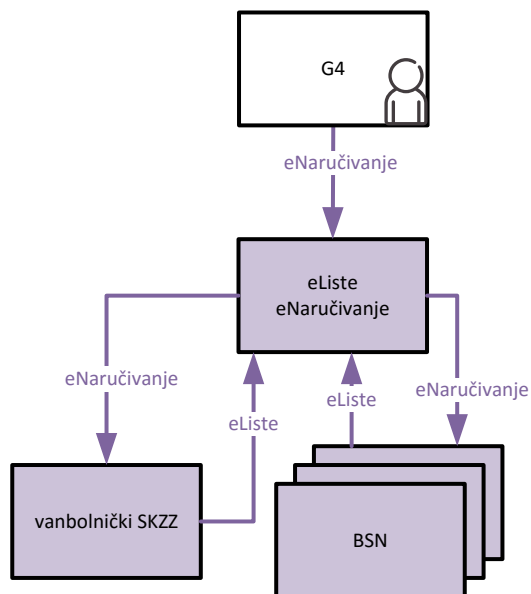 G4
eNaručivanje
eListe
eNaručivanje
eNaručivanje
eListe
eListe
eNaručivanje
vanbolnički SKZZ
BSN